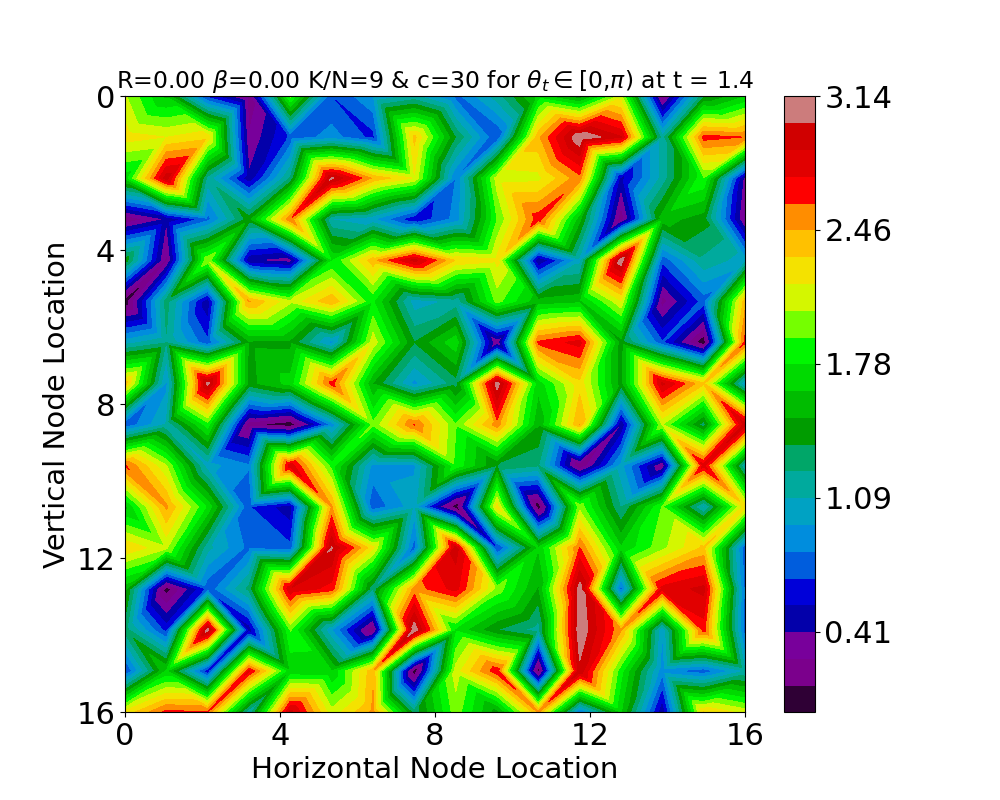 R=0.00 β=0.00 K/N=9 & c=30 for θ_t ∈ [0,π) at t = 1.4
0
4
8
12
16
Vertical Node Location
0 4 8 12 16
Horizontal Node Location
3.14
2.46
1.78
1.09
0.41